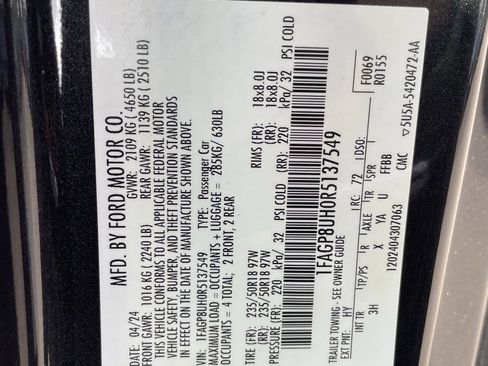 MFD. BY FORD MOTOR CO.
DATE: 04/24 GVWR: 2109 KG ( 4650 LB)
FRONT GAWR: 1016 KG ( 2240 LB) REAR GAWR: 1139 KG ( 2510 LB)
THIS VEHICLE CONFORMS TO ALL APPLICABLE FEDERAL MOTOR
VEHICLE SAFETY, BUMPER, AND THEFT PREVENTION STANDARDS
IN EFFECT ON THE DATE OF MANUFACTURE SHOWN ABOVE.
VIN: 1FAGP8UH0R5137549 TYPE: Passenger Car
MAXIMUM LOAD = OCCUPANTS + LUGGAGE = 285KG/ 630LB
OCCUPANTS = 4 TOTAL; 2 FRONT, 2 REAR
TIRE (FR): 235/50R18 97W RIMS (FR): 18x8.0J
(RR): 235/50R18 97W (RR): 18x8.0J
PRESSURE (FR): 220 kPa/ 32 PSI COLD (RR): 220 kPa/ 32 PSI COLD
1FAGP8UH0R5137549
F0069
R0155
TRAILER TOWING - SEE OWNER GUIDE
EXT PNT: HY RC: 72 DSO:
INT TR TP/PS R AXLE TR SPR
3H X YA U FFBB
1202404307063 CMC ▽5U5A-5420472-AA